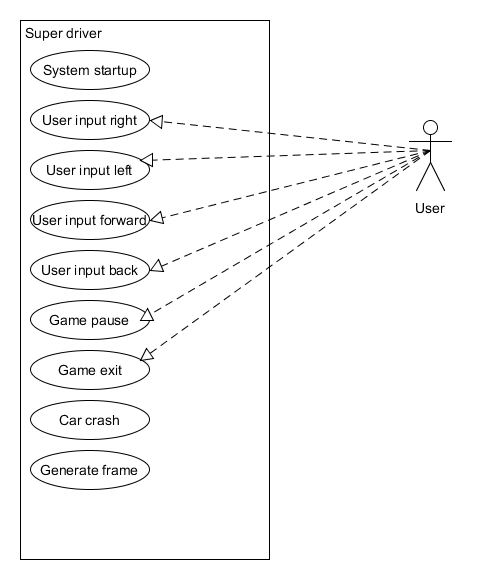 Super driver
System startup
User input right
User input left
User input forward
User input back
Game pause
Game exit
Car crash
Generate frame
User